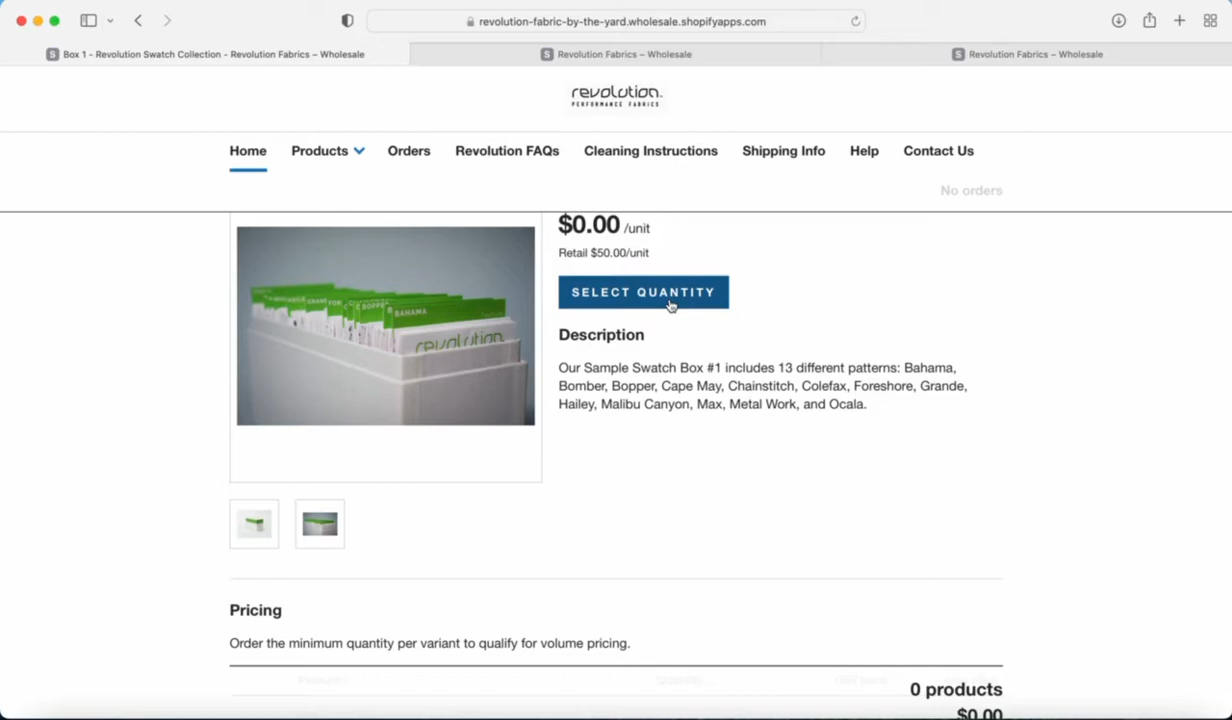 revolution-fabric-by-the-yard.wholesale.shopifyapps.com
Box 1 - Revolution Swatch Collection - Revolution Fabrics – Wholesale
Revolution Fabrics – Wholesale
Revolution Fabrics – Wholesale
revolution
PERFORMANCE FABRICS
Home Products Orders Revolution FAQs Cleaning Instructions Shipping Info Help Contact Us
No orders
$0.00 /unit
Retail $50.00/unit
SELECT QUANTITY
BOPPER
BAHAMA
revolution
Description
Our Sample Swatch Box #1 includes 13 different patterns: Bahama,
Bomber, Bopper, Cape May, Chainstitch, Colefax, Foreshore, Grande,
Hailey, Malibu Canyon, Max, Metal Work, and Ocala.
Pricing
Order the minimum quantity per variant to qualify for volume pricing.
0 products
$0.00